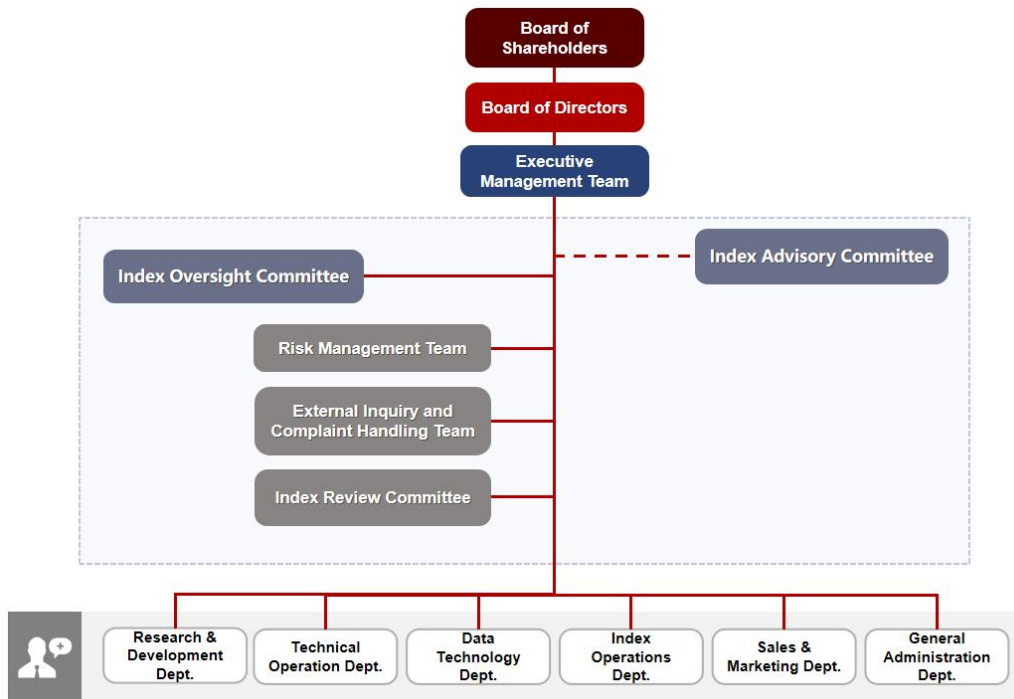 Board of
Shareholders
Board of Directors
Executive
Management Team
Index Oversight Committee
Index Advisory Committee
Risk Management Team
External Inquiry and
Complaint Handling Team
Index Review Committee
Research &
Development
Dept.
Technical
Operation Dept.
Data
Technology
Dept.
Index
Operations
Dept.
Sales &
Marketing Dept.
General
Administration
Dept.